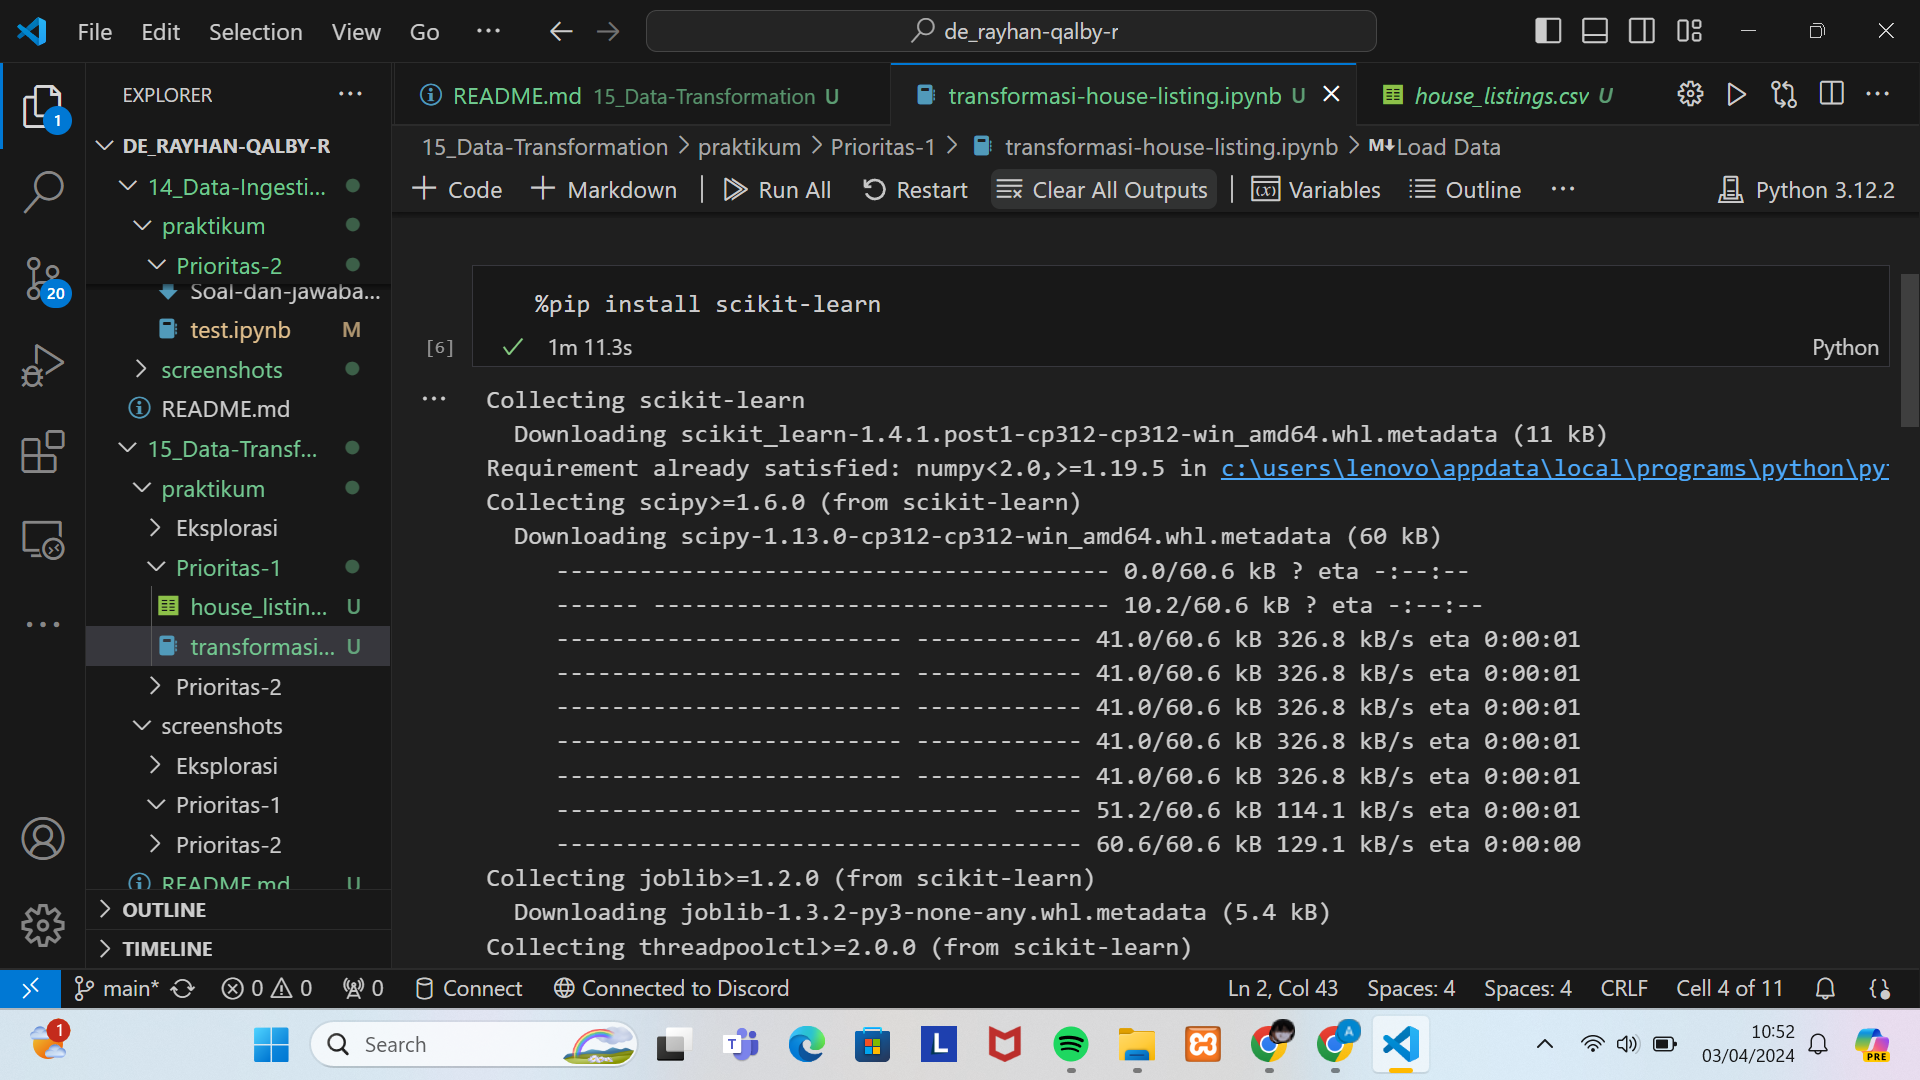 File Edit Selection View Go ··· de_rayhan-qalby-r
EXPLORER ···
1
DE_RAYHAN-QALBY-R
14_Data-Ingesti...
praktikum
Prioritas-2
Soal-dan-jawaba...
test.ipynb M
screenshots
README.md
15_Data-Transf...
praktikum
Eksplorasi
Prioritas-1
house_listin... U
transformasi... U
Prioritas-2
screenshots
Eksplorasi
Prioritas-1
Prioritas-2
README.md U
OUTLINE
TIMELINE
20
README.md 15_Data-Transformation U
transformasi-house-listing.ipynb U
house_listings.csv U
15_Data-Transformation > praktikum > Prioritas-1 > transformasi-house-listing.ipynb > M↓Load Data
+ Code + Markdown | Run All Restart Clear All Outputs | Variables Outline ··· Python 3.12.2
%pip install scikit-learn
[6] ✓ 1m 11.3s Python
··· Collecting scikit-learn
Downloading scikit_learn-1.4.1.post1-cp312-cp312-win_amd64.whl.metadata (11 kB)
Requirement already satisfied: numpy<2.0,>=1.19.5 in c:\users\lenovo\appdata\local\programs\python\py
Collecting scipy>=1.6.0 (from scikit-learn)
Downloading scipy-1.13.0-cp312-cp312-win_amd64.whl.metadata (60 kB)
---------------------------------------- 0.0/60.6 kB ? eta -:--:--
------ --------------------------------- 10.2/60.6 kB ? eta -:--:--
------------------------- ------------ 41.0/60.6 kB 326.8 kB/s eta 0:00:01
------------------------- ------------ 41.0/60.6 kB 326.8 kB/s eta 0:00:01
------------------------- ------------ 41.0/60.6 kB 326.8 kB/s eta 0:00:01
------------------------- ------------ 41.0/60.6 kB 326.8 kB/s eta 0:00:01
------------------------- ------------ 41.0/60.6 kB 326.8 kB/s eta 0:00:01
-------------------------------- ----- 51.2/60.6 kB 114.1 kB/s eta 0:00:01
-------------------------------------- 60.6/60.6 kB 129.1 kB/s eta 0:00:00
Collecting joblib>=1.2.0 (from scikit-learn)
Downloading joblib-1.3.2-py3-none-any.whl.metadata (5.4 kB)
Collecting threadpoolctl>=2.0.0 (from scikit-learn)
main* 0 0 0 Connect Connected to Discord Ln 2, Col 43 Spaces: 4 Spaces: 4 CRLF Cell 4 of 11
1 Search T L A 10:52
03/04/2024 PRE